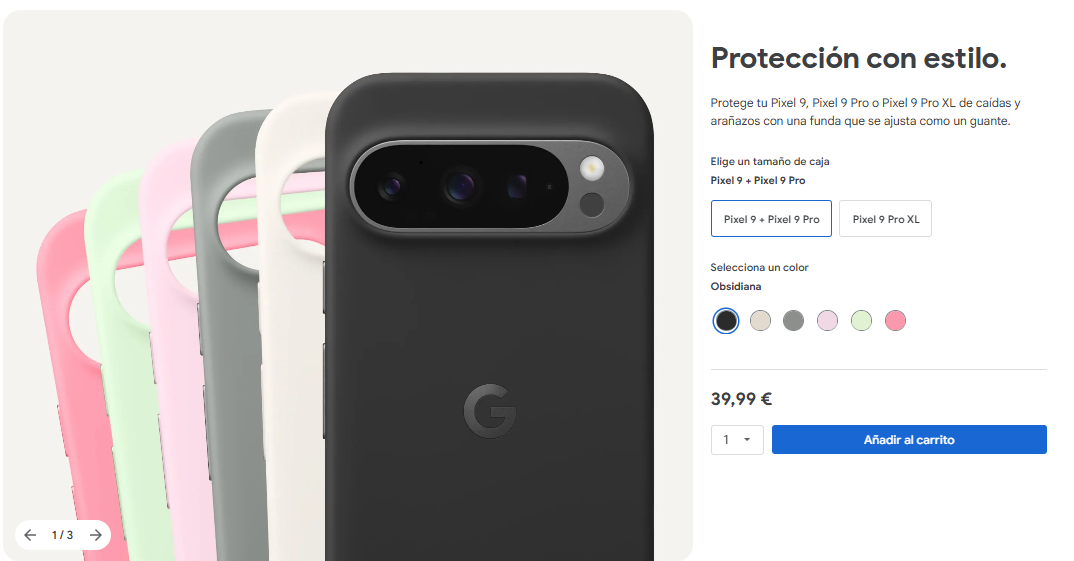 Protección con estilo.
Protege tu Pixel 9, Pixel 9 Pro o Pixel 9 Pro XL de caídas y
arañazos con una funda que se ajusta como un guante.
Elige un tamaño de caja
Pixel 9 + Pixel 9 Pro
Pixel 9 + Pixel 9 Pro
Pixel 9 Pro XL
Selecciona un color
Obsidiana
39,99 €
1
Añadir al carrito
G
1 / 3